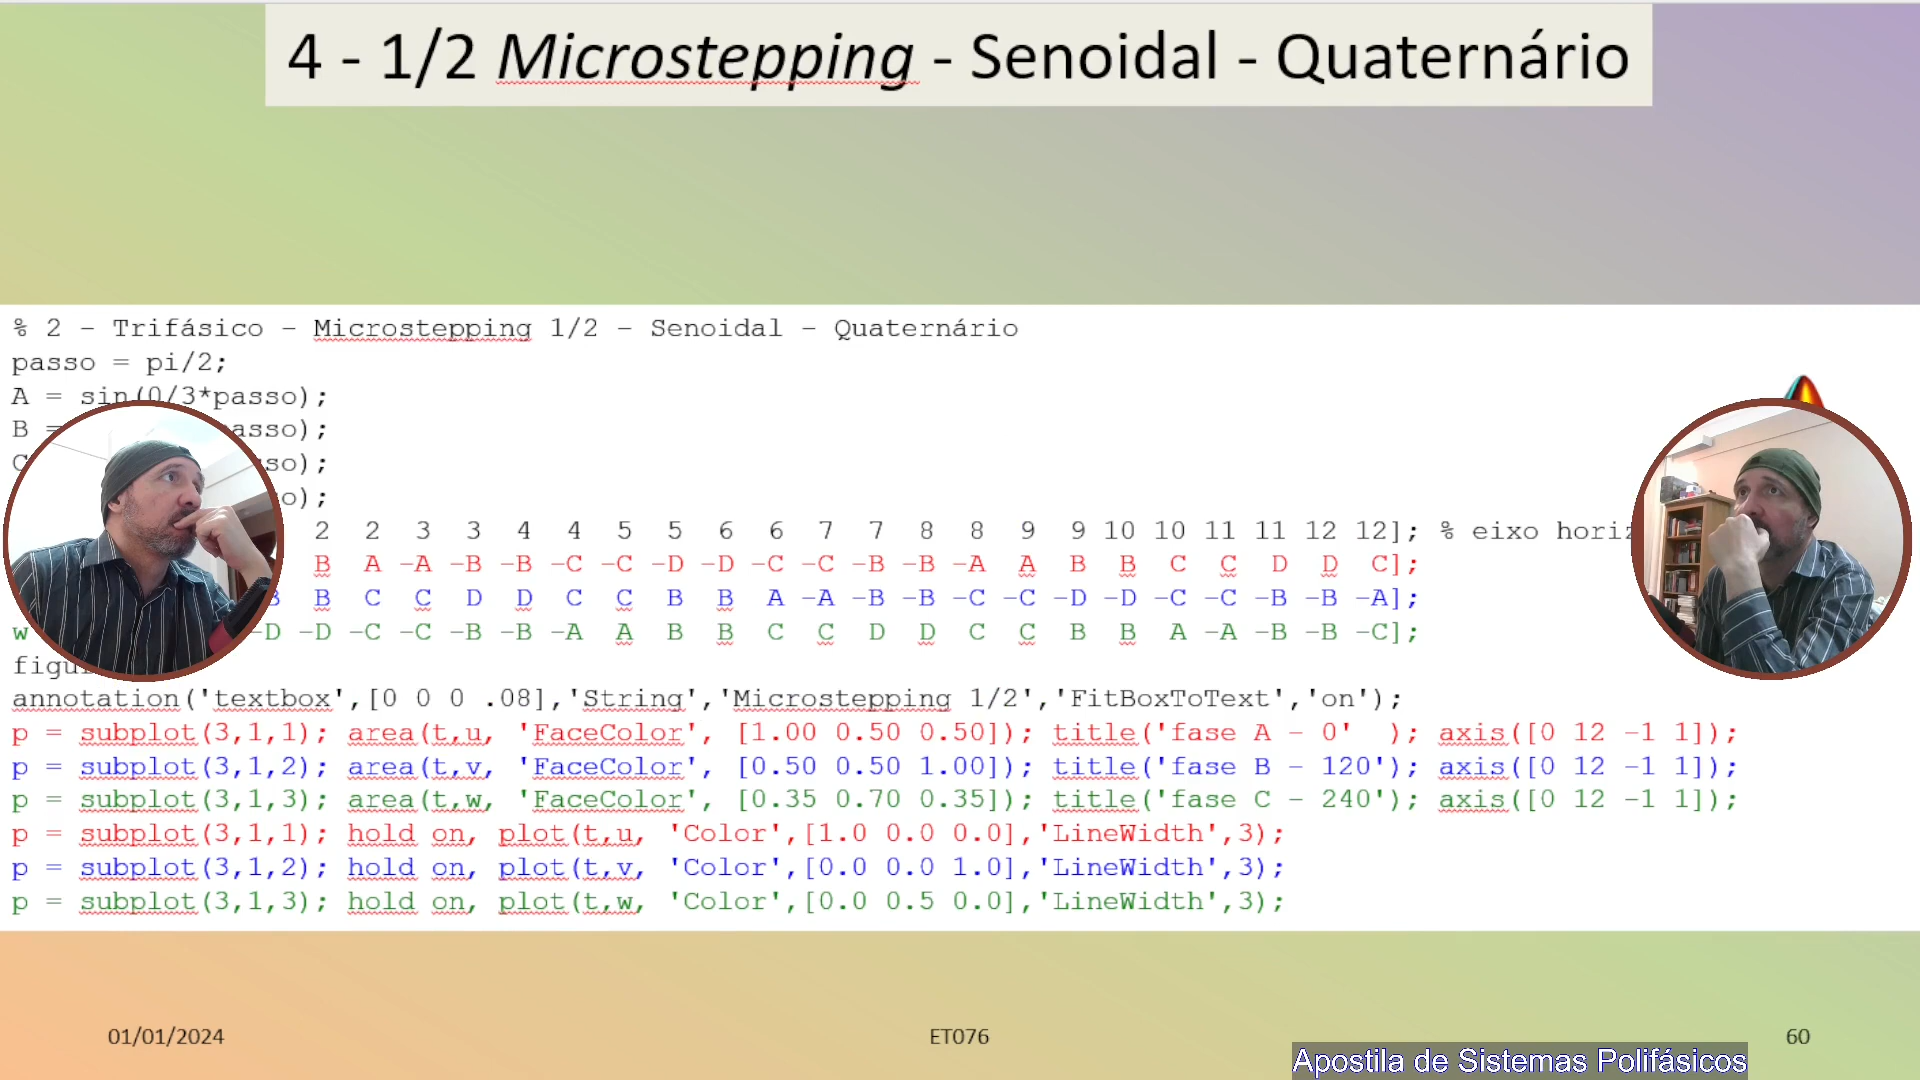 4 - 1/2 Microstepping - Senoidal - Quaternário
% 2 - Trifásico - Microstepping 1/2 - Senoidal - Quaternário
passo = pi/2;
A = sin(0/3*passo);
B = asso);
C so);
o);
2 2 3 3 4 4 5 5 6 6 7 7 8 8 9 9 10 10 11 11 12 12]; % eixo horiz
B A -A -B -B -C -C -D -D -C -C -B -B -A A B B C C D D C];
B B C C D D C C B B A -A -B -B -C -C -D -D -C -C -B -B -A];
w -D -D -C -C -B -B -A A B B C C D D C C B B A -A -B -B -C];
figu
annotation('textbox',[0 0 0 .08],'String','Microstepping 1/2','FitBoxToText','on');
p = subplot(3,1,1); area(t,u, 'FaceColor', [1.00 0.50 0.50]); title('fase A - 0' ); axis([0 12 -1 1]);
p = subplot(3,1,2); area(t,v, 'FaceColor', [0.50 0.50 1.00]); title('fase B - 120'); axis([0 12 -1 1]);
p = subplot(3,1,3); area(t,w, 'FaceColor', [0.35 0.70 0.35]); title('fase C - 240'); axis([0 12 -1 1]);
p = subplot(3,1,1); hold on, plot(t,u, 'Color',[1.0 0.0 0.0],'LineWidth',3);
p = subplot(3,1,2); hold on, plot(t,v, 'Color',[0.0 0.0 1.0],'LineWidth',3);
p = subplot(3,1,3); hold on, plot(t,w, 'Color',[0.0 0.5 0.0],'LineWidth',3);
01/01/2024
ET076
60
Apostila de Sistemas Polifásicos